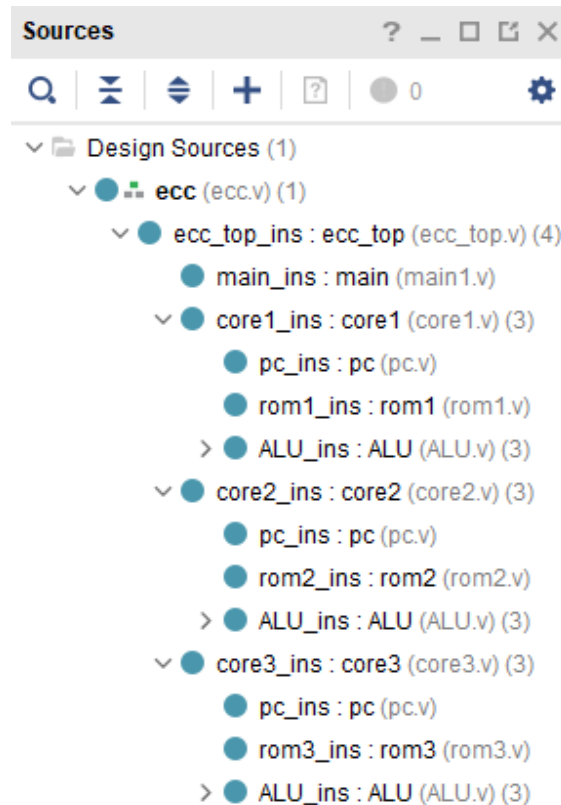 Sources ? _
0
Design Sources (1)
ecc (ecc.v) (1)
ecc_top_ins : ecc_top (ecc_top.v) (4)
main_ins : main (main1.v)
core1_ins : core1 (core1.v) (3)
pc_ins : pc (pc.v)
rom1_ins : rom1 (rom1.v)
ALU_ins : ALU (ALU.v) (3)
core2_ins : core2 (core2.v) (3)
pc_ins : pc (pc.v)
rom2_ins : rom2 (rom2.v)
ALU_ins : ALU (ALU.v) (3)
core3_ins : core3 (core3.v) (3)
pc_ins : pc (pc.v)
rom3_ins : rom3 (rom3.v)
ALU_ins : ALU (ALU.v) (3)